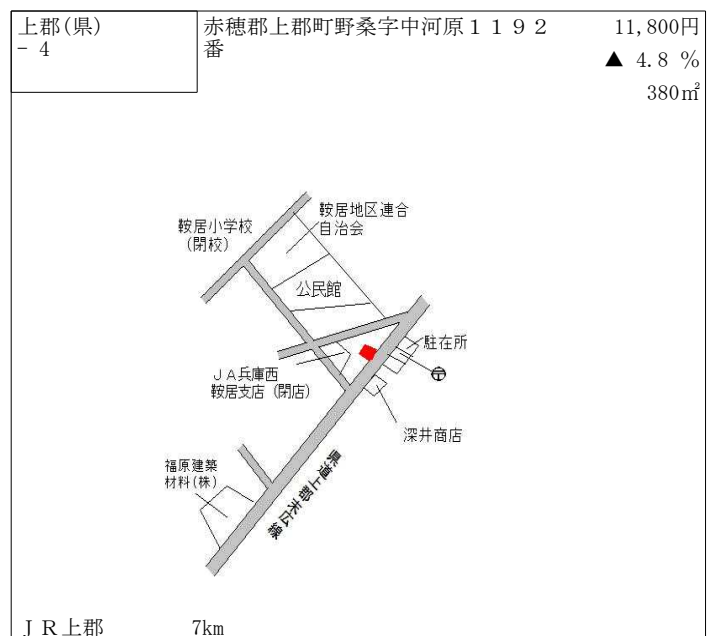 上郡(県)
－4
赤穂郡上郡町野桑字中河原１１９２
番
11,800円
▲ 4.8 %
380㎡
鞍居小学校
(閉校)
鞍居地区連合
自治会
公民館
駐在所
〒
ＪＡ兵庫西
鞍居支店（閉店）
深井商店
福原建築
材料(株)
県道上郡末広線
ＪＲ上郡 7km